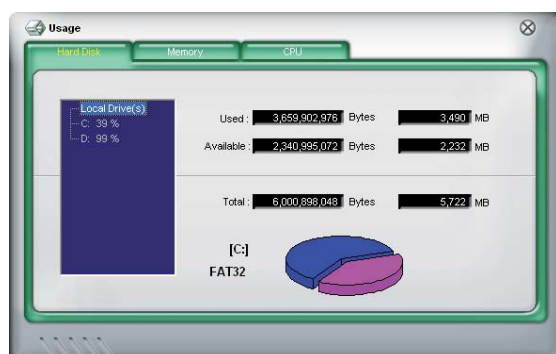 Usage
Hard Disk Memory CPU
Local Drive(s)
C: 39 %
D: 99 %
Used : 3,659,902,976 Bytes 3,490 MB
Available : 2,340,995,072 Bytes 2,232 MB
Total : 6,000,898,048 Bytes 5,722 MB
[C:]
FAT32